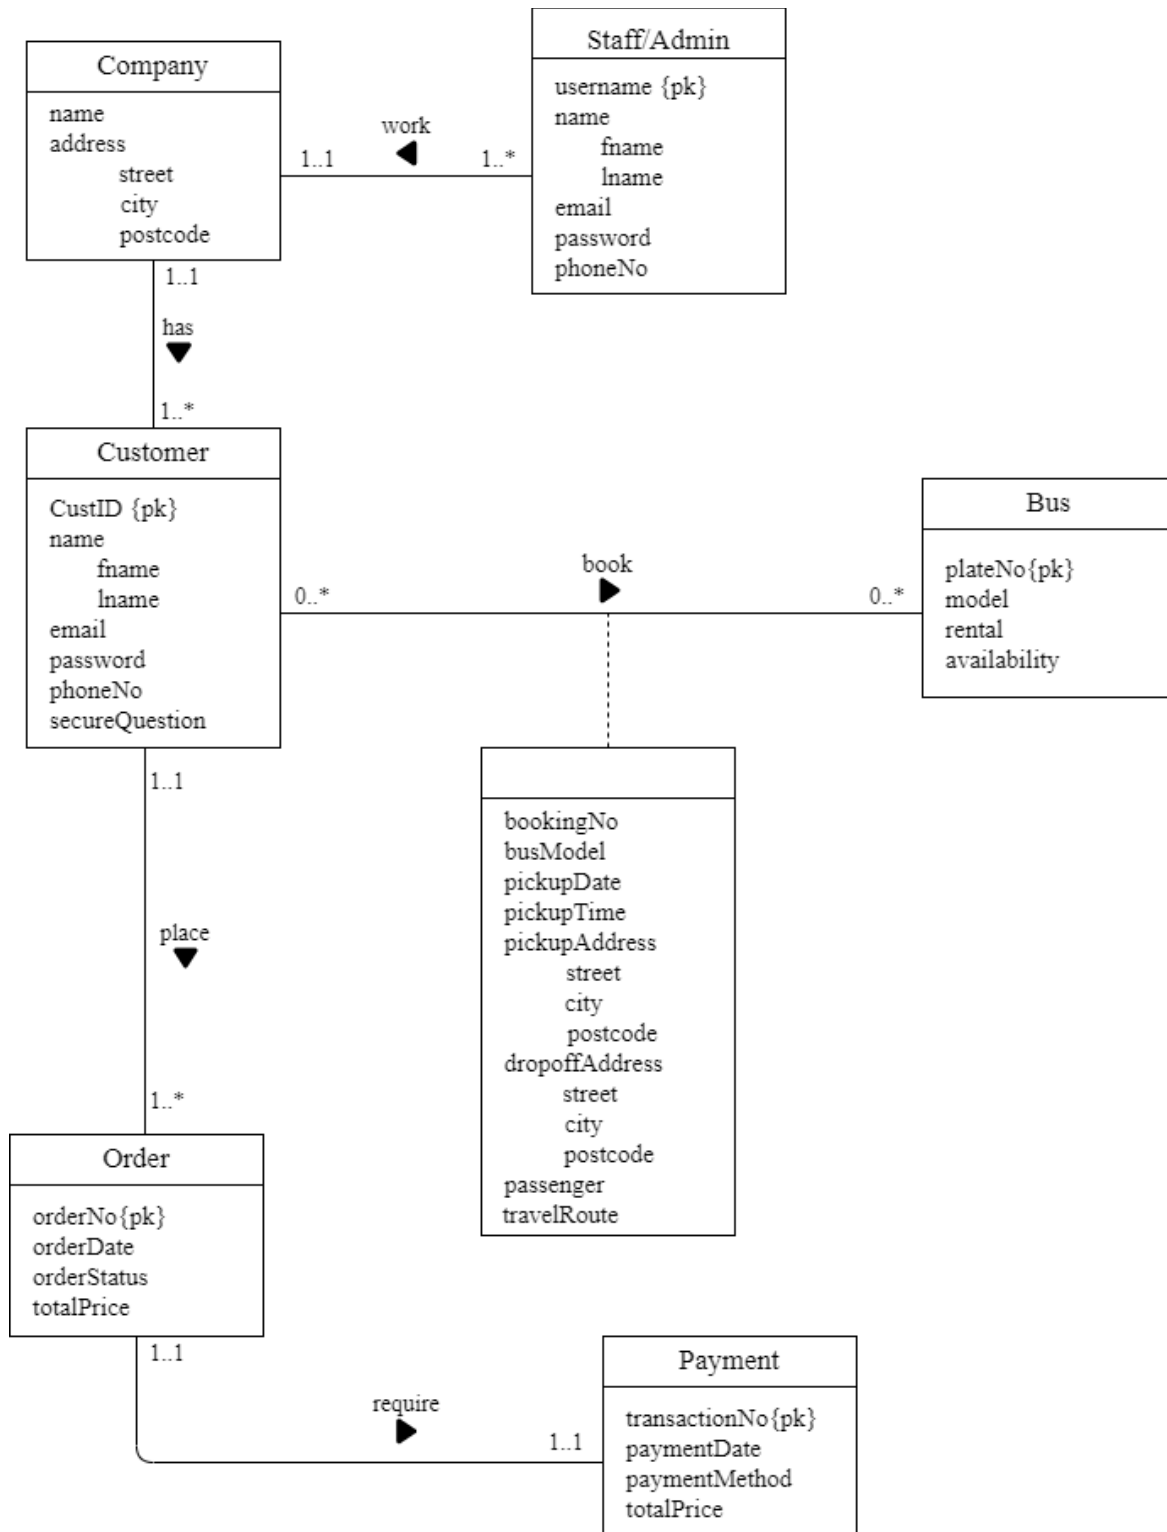 Company
name
address
street
city
postcode
work
1..1
1..*
Staff/Admin
username {pk}
name
fname
lname
email
password
phoneNo
1..1
has
1..*
Customer
CustID {pk}
name
fname
lname
email
password
phoneNo
secureQuestion
book
0..*
0..*
Bus
plateNo{pk}
model
rental
availability
bookingNo
busModel
pickupDate
pickupTime
pickupAddress
street
city
postcode
dropoffAddress
street
city
postcode
passenger
travelRoute
1..1
place
1..*
Order
orderNo{pk}
orderDate
orderStatus
totalPrice
1..1
require
1..1
Payment
transactionNo{pk}
paymentDate
paymentMethod
totalPrice